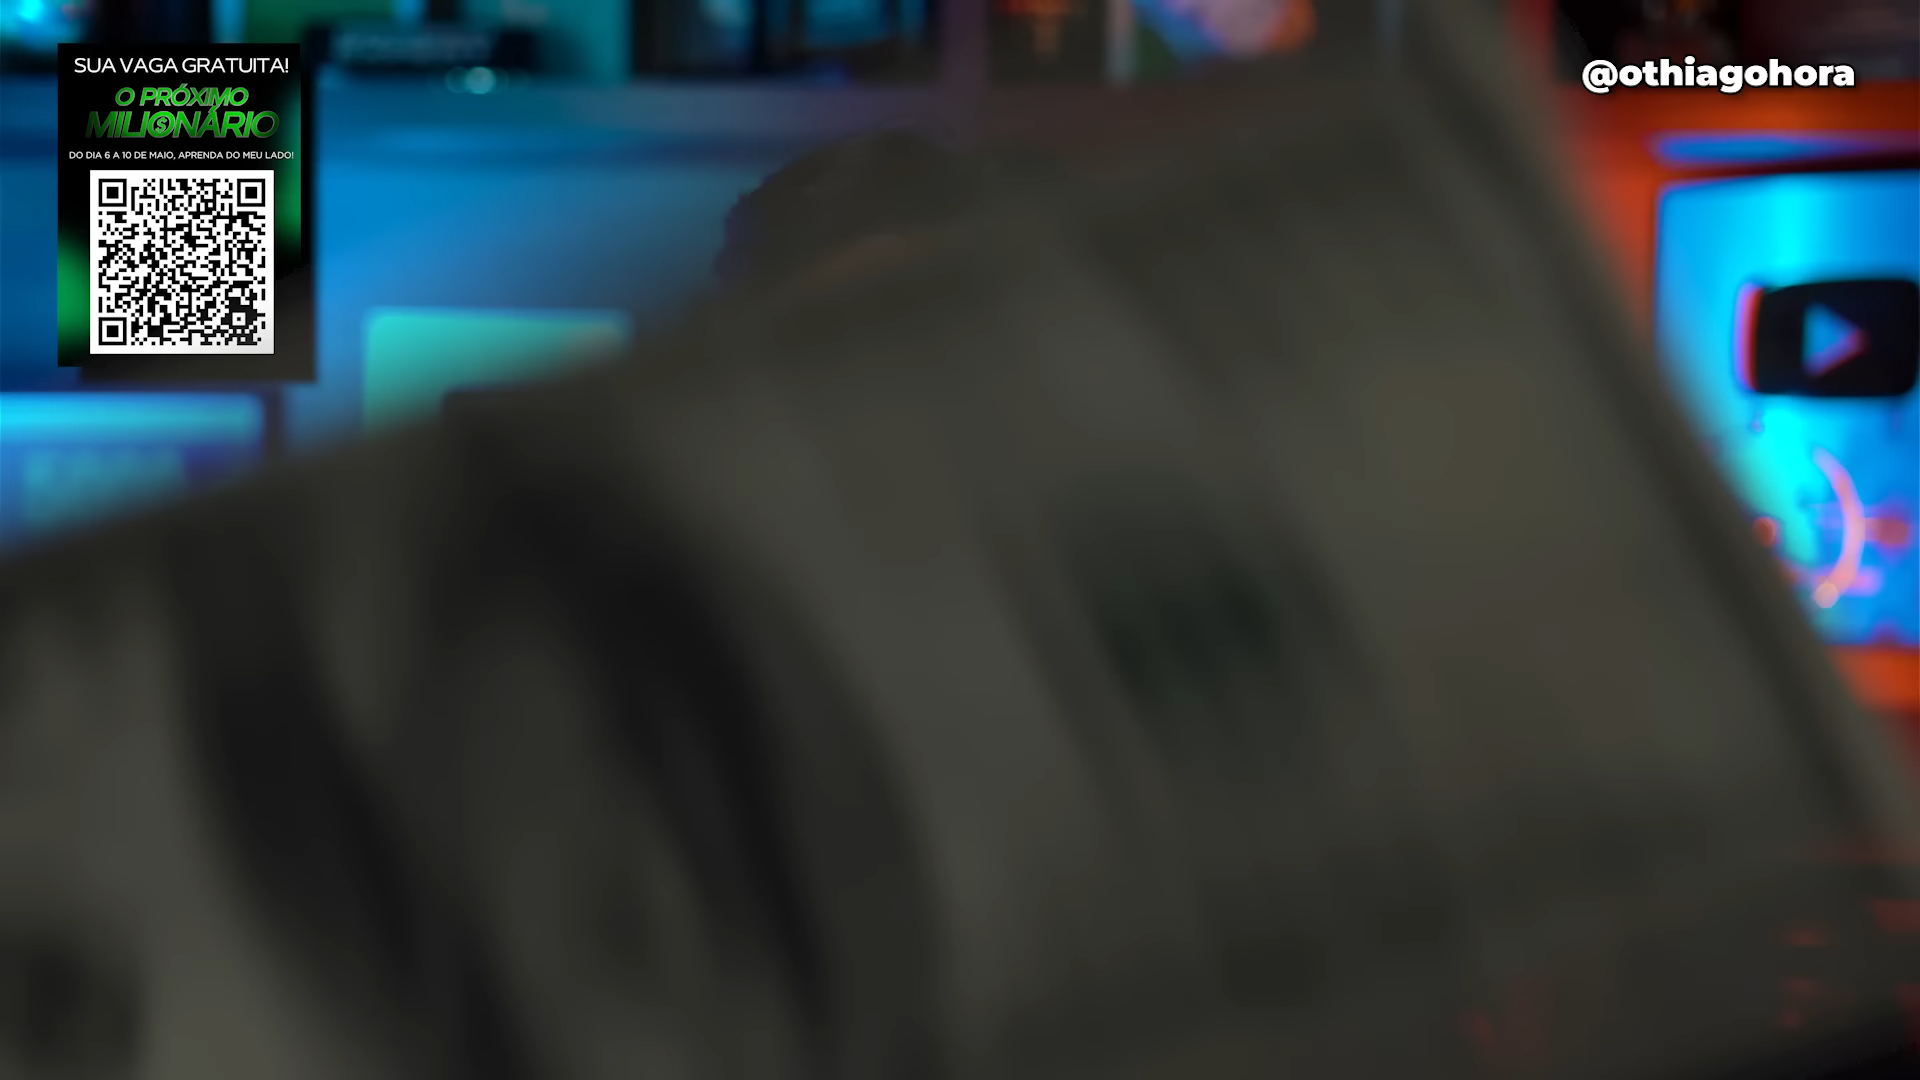 SUA VAGA GRATUITA!
O PRÓXIMO
MILIONÁRIO
DO DIA 6 A 10 DE MAIO, APRENDA DO MEU LADO!
@othiagohora